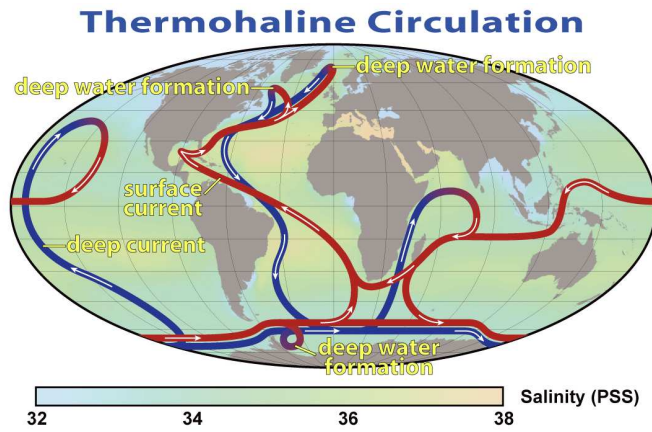 Thermohaline Circulation
deep water formation
deep water formation
surface
current
deep current
deep water
formation
Salinity (PSS)
32 34 36 38